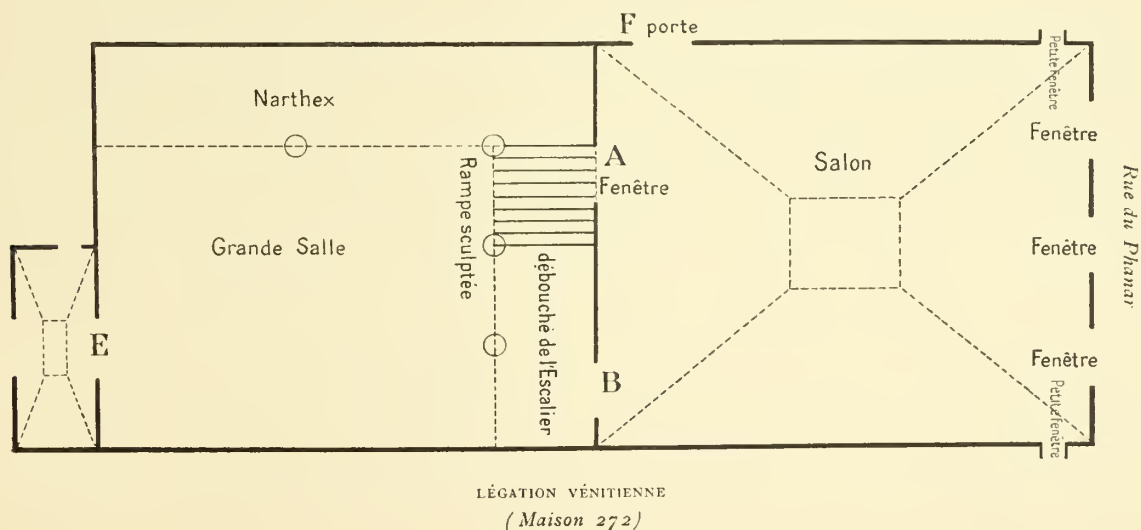 F porte
Petite Fenêtre
Narthex
A
Fenêtre
Salon
Fenêtre
Rampe sculptée
Fenêtre
Grande Salle
débouché de l'Escalier
Rue du Phanar
E
B
Fenêtre
Petite Fenêtre
LÉGATION VÉNITIENNE
(Maison 272)